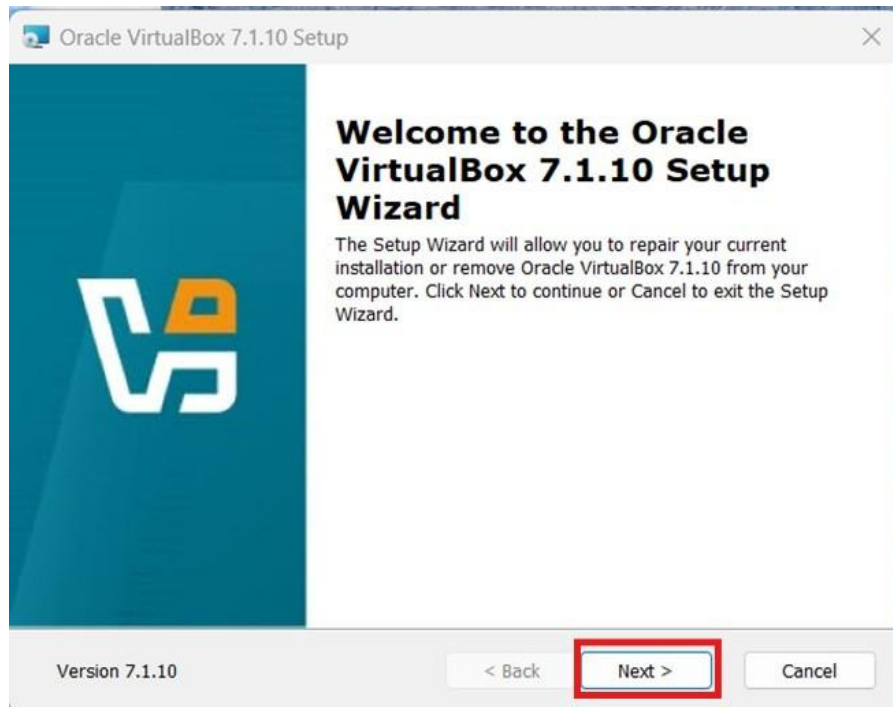 Oracle VirtualBox 7.1.10 Setup
Welcome to the Oracle
VirtualBox 7.1.10 Setup
Wizard
The Setup Wizard will allow you to repair your current
installation or remove Oracle VirtualBox 7.1.10 from your
computer. Click Next to continue or Cancel to exit the Setup
Wizard.
Version 7.1.10
< Back
Next >
Cancel